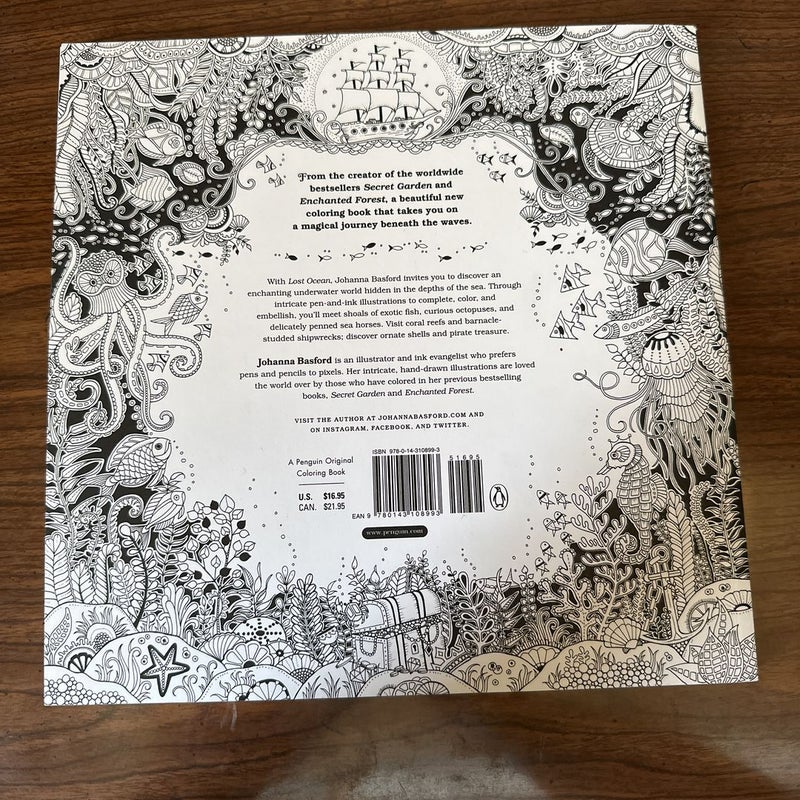 From the creator of the worldwide
bestsellers Secret Garden and
Enchanted Forest, a beautiful new
coloring book that takes you on
a magical journey beneath the waves.
With Lost Ocean, Johanna Basford invites you to discover an
enchanting underwater world hidden in the depths of the sea. Through
intricate pen-and-ink illustrations to complete, color, and
embellish, you'll meet shoals of exotic fish, curious octopuses, and
delicately penned sea horses. Visit coral reefs and barnacle-
studded shipwrecks; discover ornate shells and pirate treasure.
Johanna Basford is an illustrator and ink evangelist who prefers
pens and pencils to pixels. Her intricate, hand-drawn illustrations are loved
the world over by those who have colored in her previous bestselling
books, Secret Garden and Enchanted Forest.
VISIT THE AUTHOR AT JOHANNABASFORD.COM AND
ON INSTAGRAM, FACEBOOK, AND TWITTER.
A Penguin Original
Coloring Book
U.S. $16.95
CAN. $21.95
ISBN 978-0-14-310899-3
51695
EAN 9 780143 108993
www.penguin.com